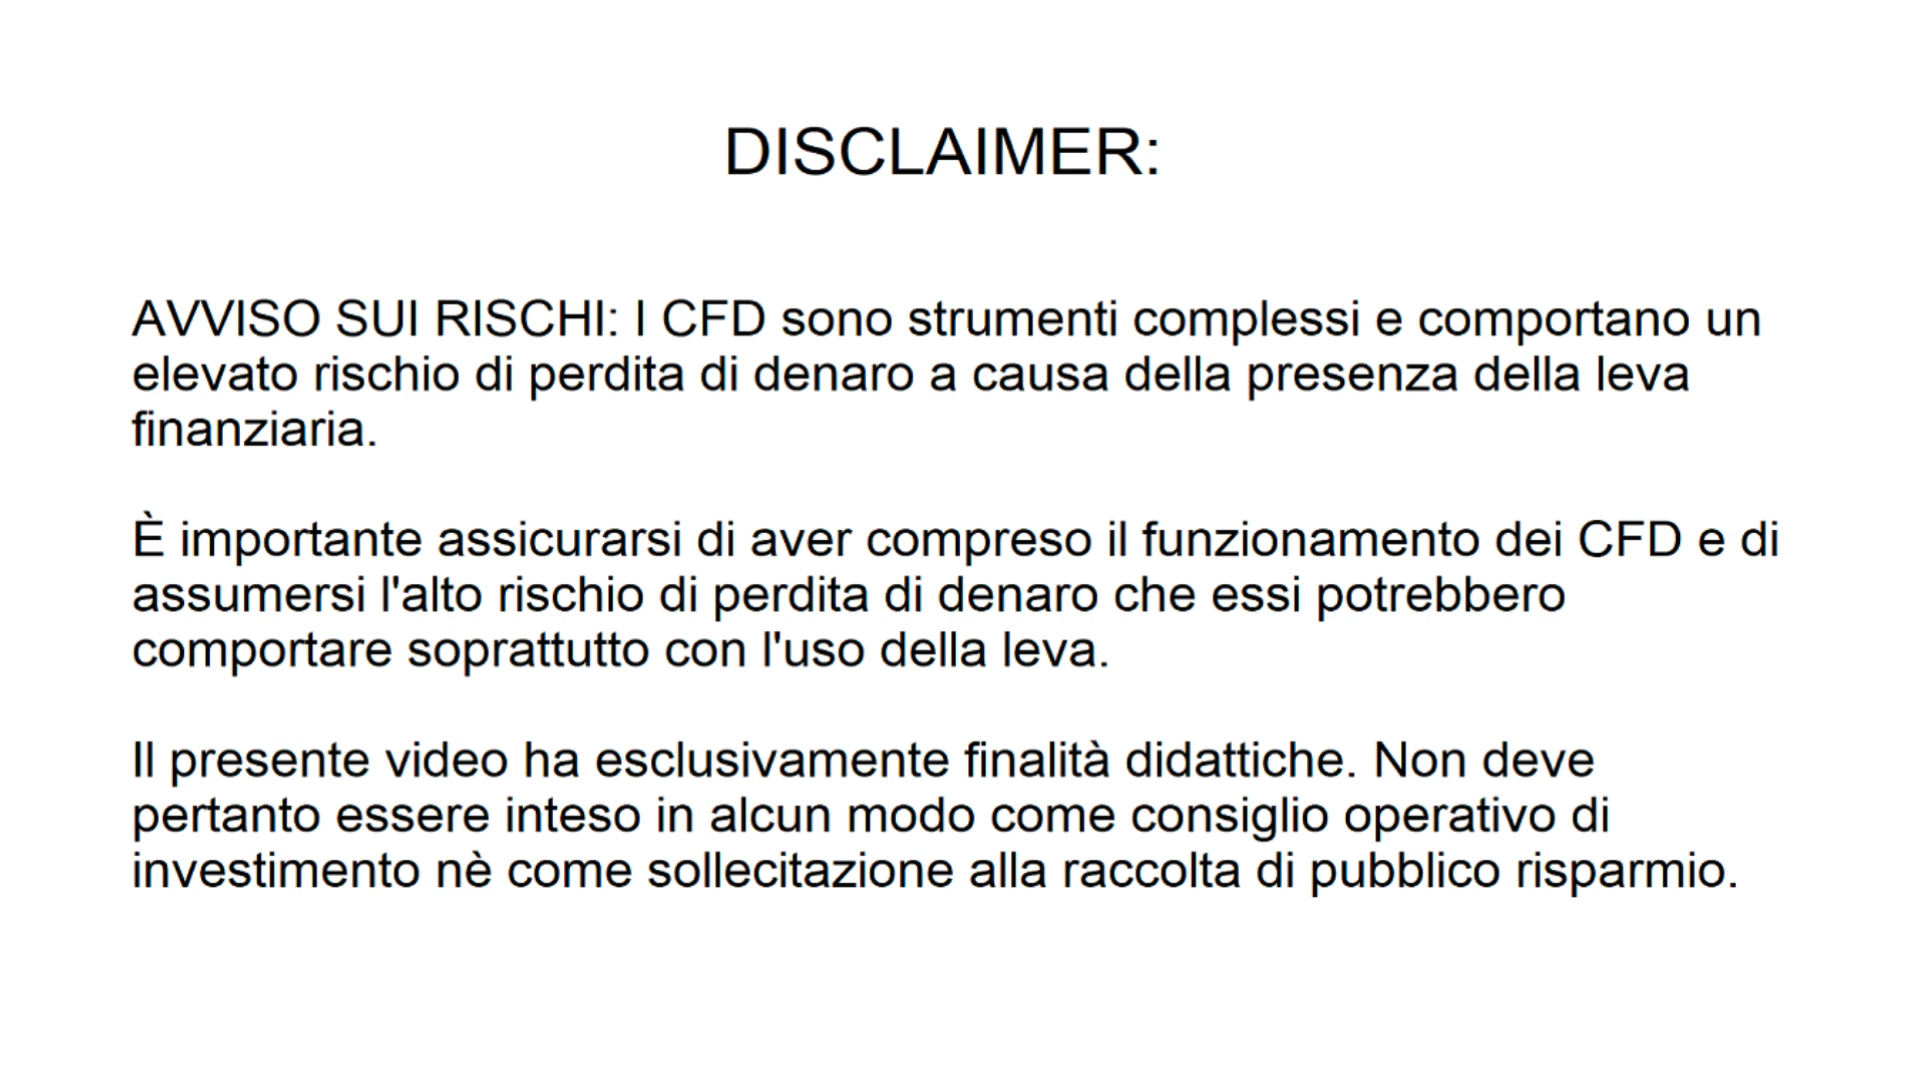 DISCLAIMER:
AVVISO SUI RISCHI: I CFD sono strumenti complessi e comportano un
elevato rischio di perdita di denaro a causa della presenza della leva
finanziaria.
È importante assicurarsi di aver compreso il funzionamento dei CFD e di
assumersi l'alto rischio di perdita di denaro che essi potrebbero
comportare soprattutto con l'uso della leva.
Il presente video ha esclusivamente finalità didattiche. Non deve
pertanto essere inteso in alcun modo come consiglio operativo di
investimento nè come sollecitazione alla raccolta di pubblico risparmio.